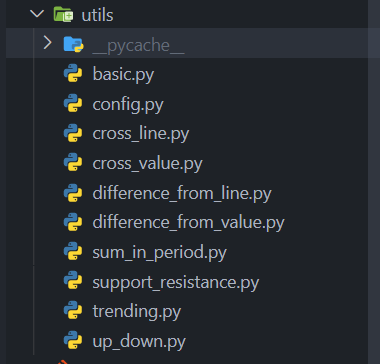 utils
__pycache__
basic.py
config.py
cross_line.py
cross_value.py
difference_from_line.py
difference_from_value.py
sum_in_period.py
support_resistance.py
trending.py
up_down.py